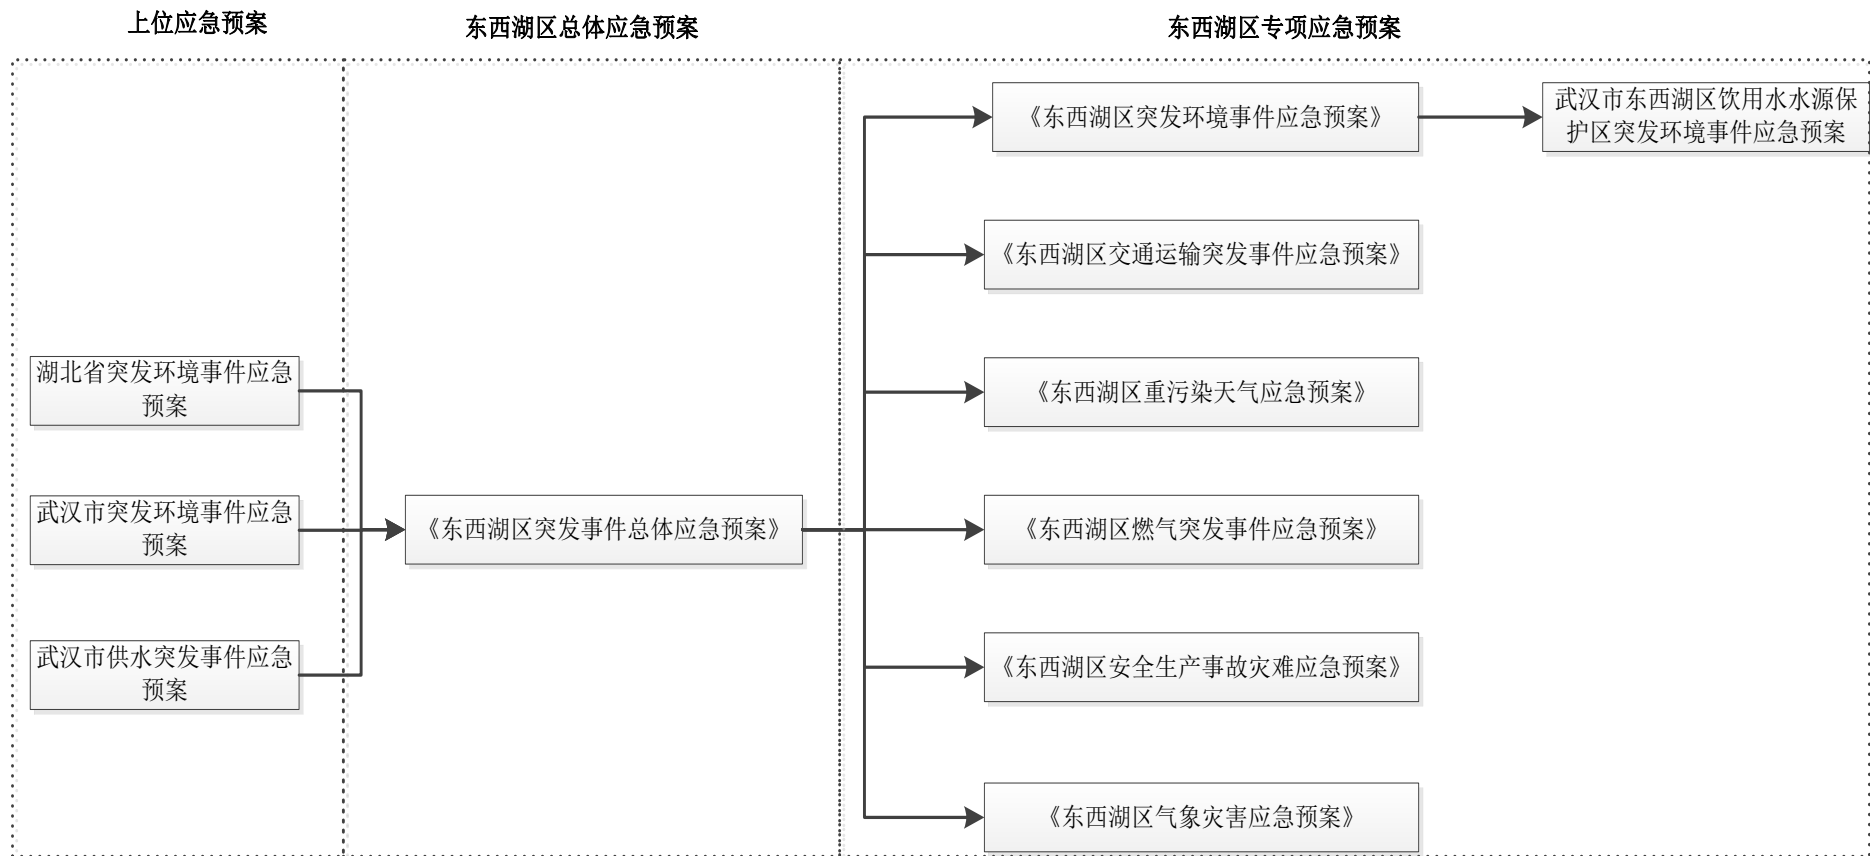 上位应急预案
东西湖区总体应急预案
东西湖区专项应急预案
湖北省突发环境事件应急
预案
武汉市突发环境事件应急
预案
武汉市供水突发事件应急
预案
《东西湖区突发事件总体应急预案》
《东西湖区突发环境事件应急预案》
武汉市东西湖区饮用水水源保
护区突发环境事件应急预案
《东西湖区交通运输突发事件应急预案》
《东西湖区重污染天气应急预案》
《东西湖区燃气突发事件应急预案》
《东西湖区安全生产事故灾难应急预案》
《东西湖区气象灾害应急预案》